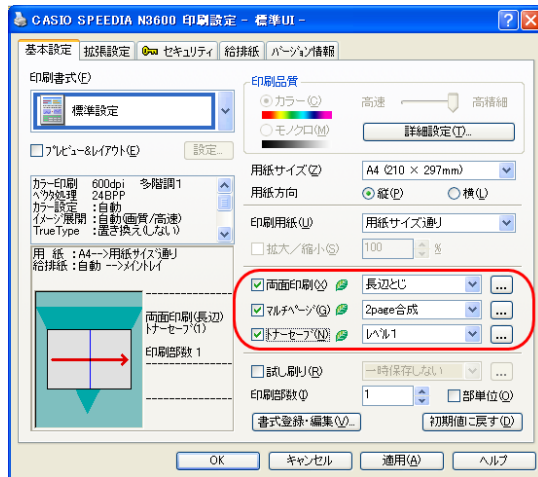 CASIO SPEEDIA N3600 印刷設定 - 標準UI -
基本設定 拡張設定 セキュリティ 給排紙 バージョン情報
印刷書式(F)
標準設定
プレビュー&レイアウト(E) 設定...
カラー印刷 600dpi 多階調1
ベクタ処理 24BPP
カラー設定 :自動
イメージ展開 :自動(画質/高速)
TrueType :置き換え(しない)
用 紙 :A4-->用紙サイズ通り
給排紙:自動 -->メイントレイ
両面印刷(長辺)
トナーセーブ(1)
印刷部数 1
印刷品質
カラー(C) 高速 高精細
モノクロ(M) 詳細設定(T)...
用紙サイズ(Z) A4 (210 × 297mm)
用紙方向 縦(P) 横(L)
印刷用紙(U) 用紙サイズ通り
拡大/縮小(S) 100 %
両面印刷(X) 長辺とじ ...
マルチページ(G) 2page合成 ...
トナーセーブ(N) レベル1 ...
試し刷り(R) 一時保存しない ...
印刷部数(I) 1 部単位(O)
書式登録・編集(V)... 初期値に戻す(D)
OK キャンセル 適用(A) ヘルプ